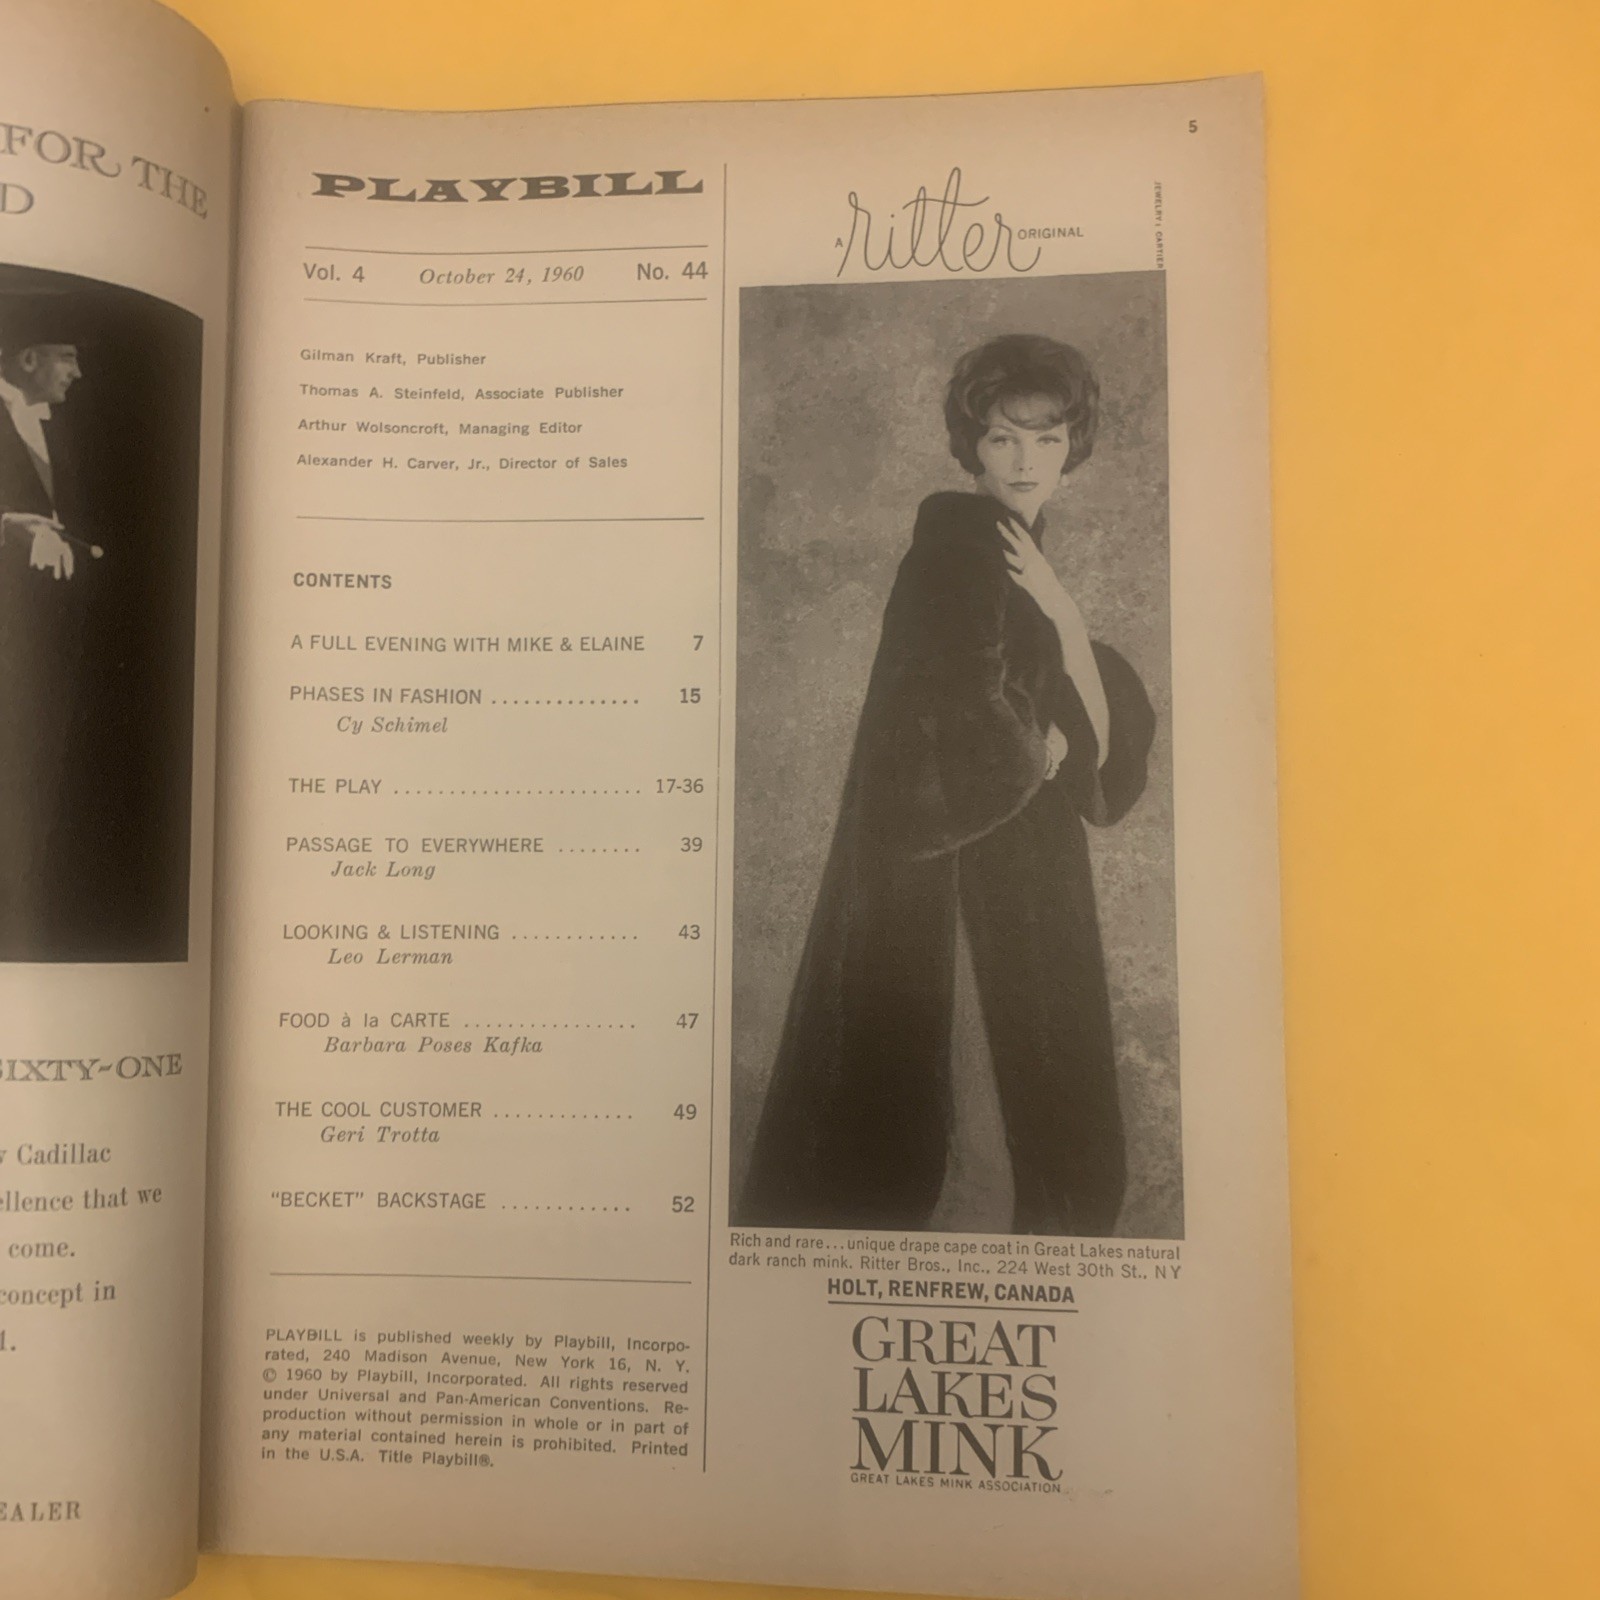 FOR THE
D
SIXTY-ONE
Cadillac
ellence that we
come.
concept in
1.
EALER
5
PLAYBILL
Vol. 4 October 24, 1960 No. 44
Gilman Kraft, Publisher
Thomas A. Steinfeld, Associate Publisher
Arthur Wolsoncroft, Managing Editor
Alexander H. Carver, Jr., Director of Sales
CONTENTS
A FULL EVENING WITH MIKE & ELAINE 7
PHASES IN FASHION .............. 15
Cy Schimel
THE PLAY ....................... 17-36
PASSAGE TO EVERYWHERE ........ 39
Jack Long
LOOKING & LISTENING ............ 43
Leo Lerman
FOOD à la CARTE ................ 47
Barbara Poses Kafka
THE COOL CUSTOMER ............. 49
Geri Trotta
"BECKET" BACKSTAGE ............ 52
PLAYBILL is published weekly by Playbill, Incorpo-
rated, 240 Madison Avenue, New York 16, N. Y.
© 1960 by Playbill, Incorporated. All rights reserved
under Universal and Pan-American Conventions. Re-
production without permission in whole or in part of
any material contained herein is prohibited. Printed
in the U.S.A. Title Playbill®.
A ritter ORIGINAL
JEWELRY: CARTIER
Rich and rare...unique drape cape coat in Great Lakes natural
dark ranch mink. Ritter Bros., Inc., 224 West 30th St., N Y
HOLT, RENFREW, CANADA
GREAT
LAKES
MINK
GREAT LAKES MINK ASSOCIATION